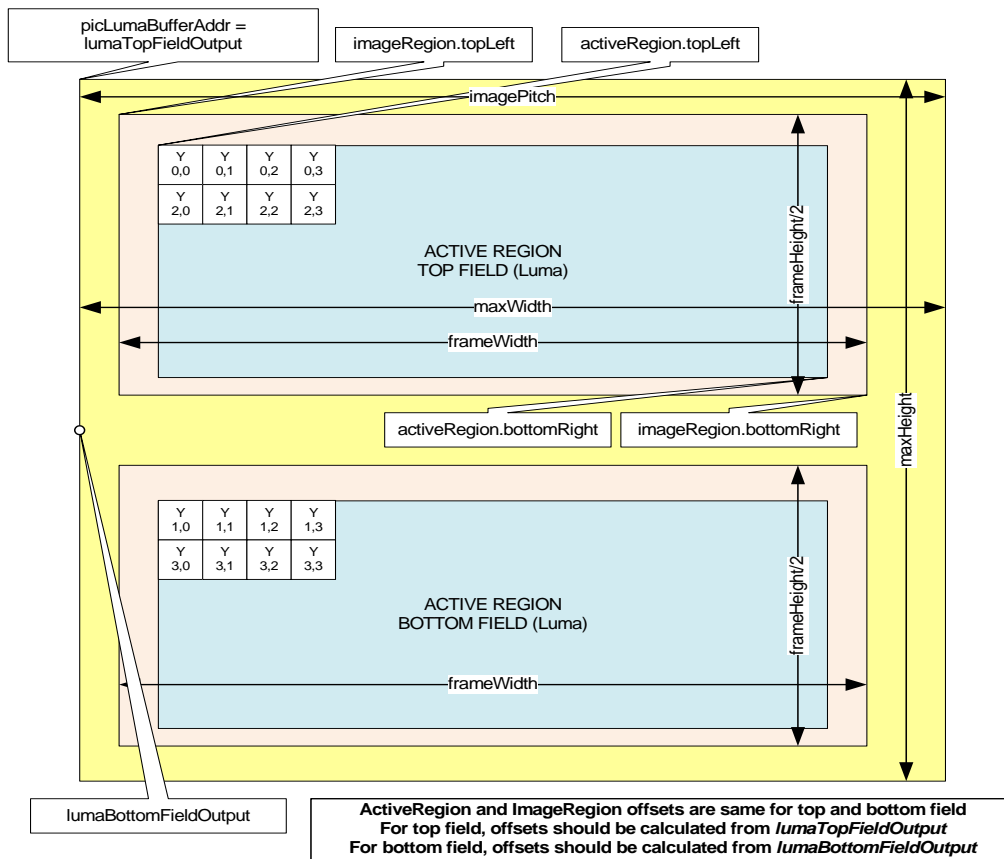 picLumaBufferAddr =
lumaTopFieldOutput
imageRegion.topLeft
activeRegion.topLeft
imagePitch
Y
0,0
Y
0,1
Y
0,2
Y
0,3
Y
2,0
Y
2,1
Y
2,2
Y
2,3
frameHeight/2
ACTIVE REGION
TOP FIELD (Luma)
maxWidth
frameWidth
activeRegion.bottomRight
imageRegion.bottomRight
maxHeight
Y
1,0
Y
1,1
Y
1,2
Y
1,3
Y
3,0
Y
3,1
Y
3,2
Y
3,3
frameHeight/2
ACTIVE REGION
BOTTOM FIELD (Luma)
frameWidth
lumaBottomFieldOutput
ActiveRegion and ImageRegion offsets are same for top and bottom field
For top field, offsets should be calculated from lumaTopFieldOutput
For bottom field, offsets should be calculated from lumaBottomFieldOutput